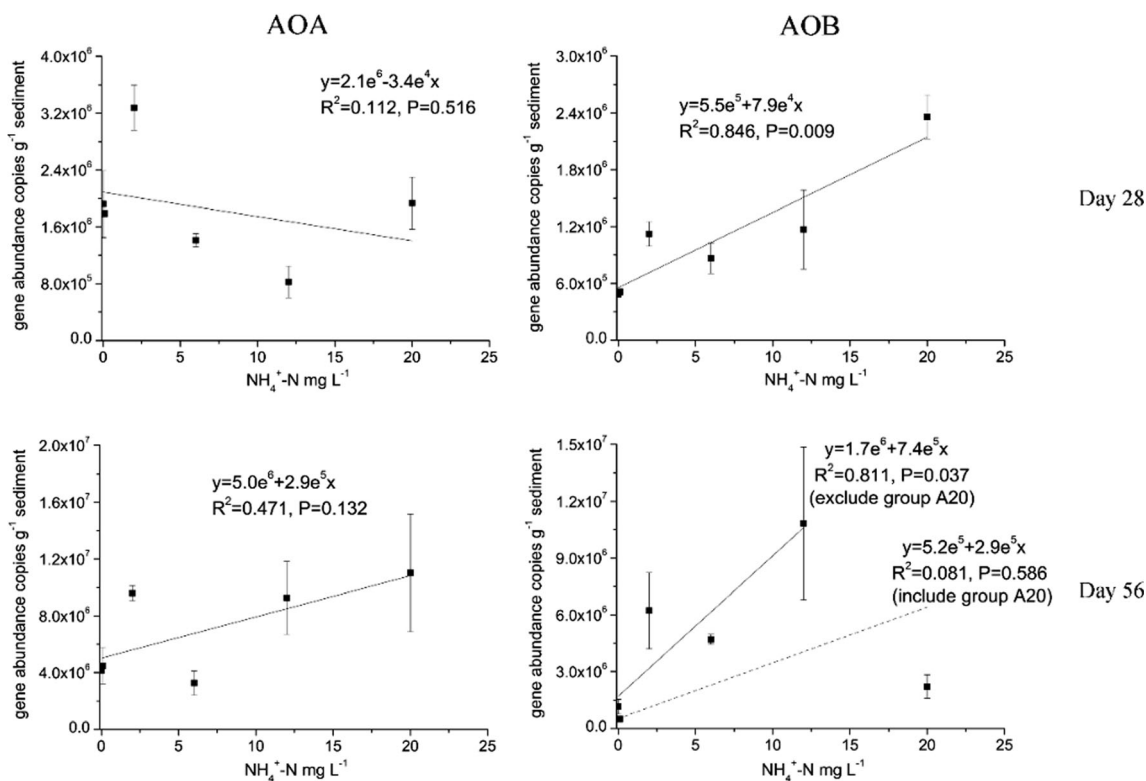 AOA
AOB
4.0x10⁶
3.2x10⁶
2.4x10⁶
1.6x10⁶
8.0x10⁵
0.0
gene abundance copies g⁻¹ sediment
y=2.1e⁶-3.4e⁴x
R²=0.112, P=0.516
0 5 10 15 20 25
NH₄⁺-N mg L⁻¹
3.0x10⁶
2.4x10⁶
1.8x10⁶
1.2x10⁶
6.0x10⁵
0.0
gene abundance copies g⁻¹ sediment
y=5.5e⁵+7.9e⁴x
R²=0.846, P=0.009
0 5 10 15 20 25
NH₄⁺-N mg L⁻¹
Day 28
2.0x10⁷
1.6x10⁷
1.2x10⁷
8.0x10⁶
4.0x10⁶
0.0
gene abundance copies g⁻¹ sediment
y=5.0e⁶+2.9e⁵x
R²=0.471, P=0.132
0 5 10 15 20 25
NH₄⁺-N mg L⁻¹
1.5x10⁷
1.2x10⁷
9.0x10⁶
6.0x10⁶
3.0x10⁶
0.0
gene abundance copies g⁻¹ sediment
y=1.7e⁶+7.4e⁵x
R²=0.811, P=0.037
(exclude group A20)
y=5.2e⁵+2.9e⁵x
R²=0.081, P=0.586
(include group A20)
0 5 10 15 20 25
NH₄⁺-N mg L⁻¹
Day 56